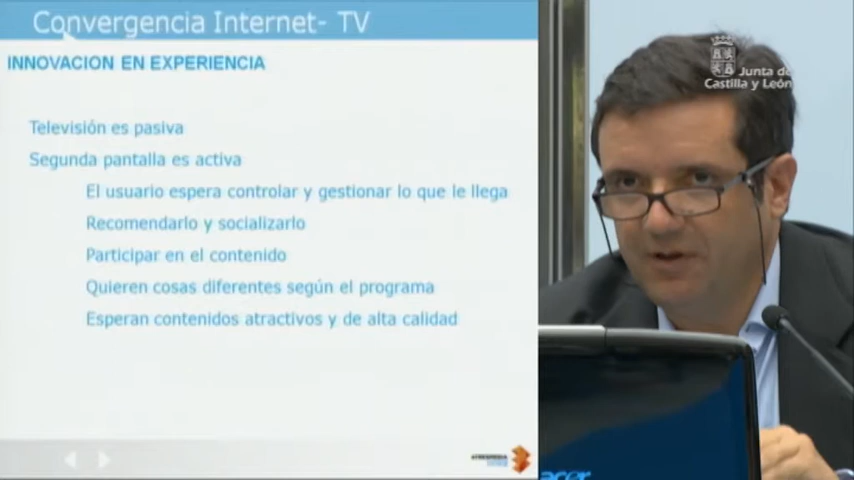 Convergencia Internet- TV
INNOVACION EN EXPERIENCIA
Televisión es pasiva
Segunda pantalla es activa
El usuario espera controlar y gestionar lo que le llega
Recomendarlo y socializarlo
Participar en el contenido
Quieren cosas diferentes según el programa
Esperan contenidos atractivos y de alta calidad
Junta de
Castilla y León
acer